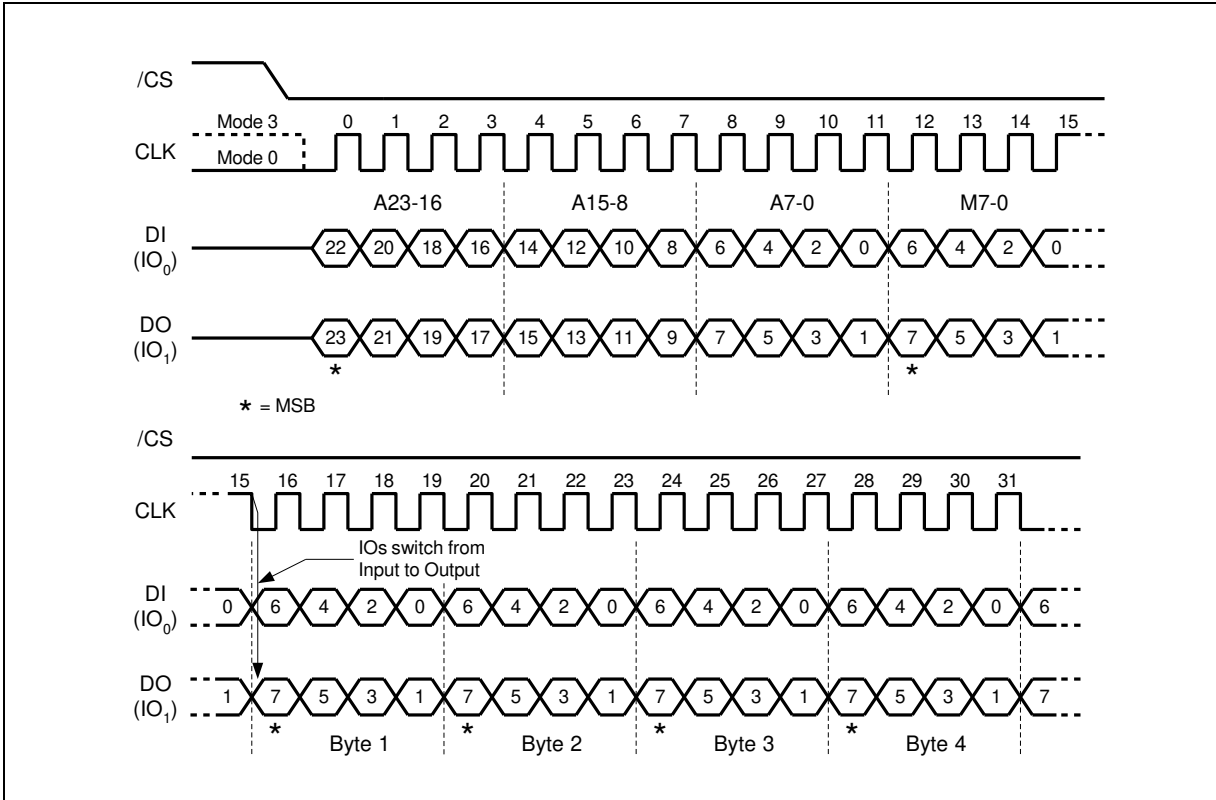 /CS
Mode 3 0 1 2 3 4 5 6 7 8 9 10 11 12 13 14 15
CLK
Mode 0
A23-16 A15-8 A7-0 M7-0
DI
(IO0)
22 20 18 16 14 12 10 8 6 4 2 0 6 4 2 0
DO
(IO1)
23 21 19 17 15 13 11 9 7 5 3 1 7 5 3 1
* *
* = MSB
/CS
15 16 17 18 19 20 21 22 23 24 25 26 27 28 29 30 31
CLK
IOs switch from
Input to Output
DI
(IO0)
0 6 4 2 0 6 4 2 0 6 4 2 0 6 4 2 0 6
DO
(IO1)
1 7 5 3 1 7 5 3 1 7 5 3 1 7 5 3 1 7
* * * *
Byte 1 Byte 2 Byte 3 Byte 4